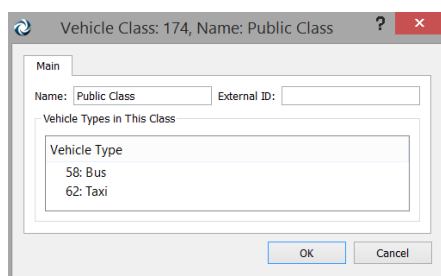 Vehicle Class: 174, Name: Public Class ? ×
Main
Name: Public Class External ID:
Vehicle Types in This Class
Vehicle Type
58: Bus
62: Taxi
OK Cancel